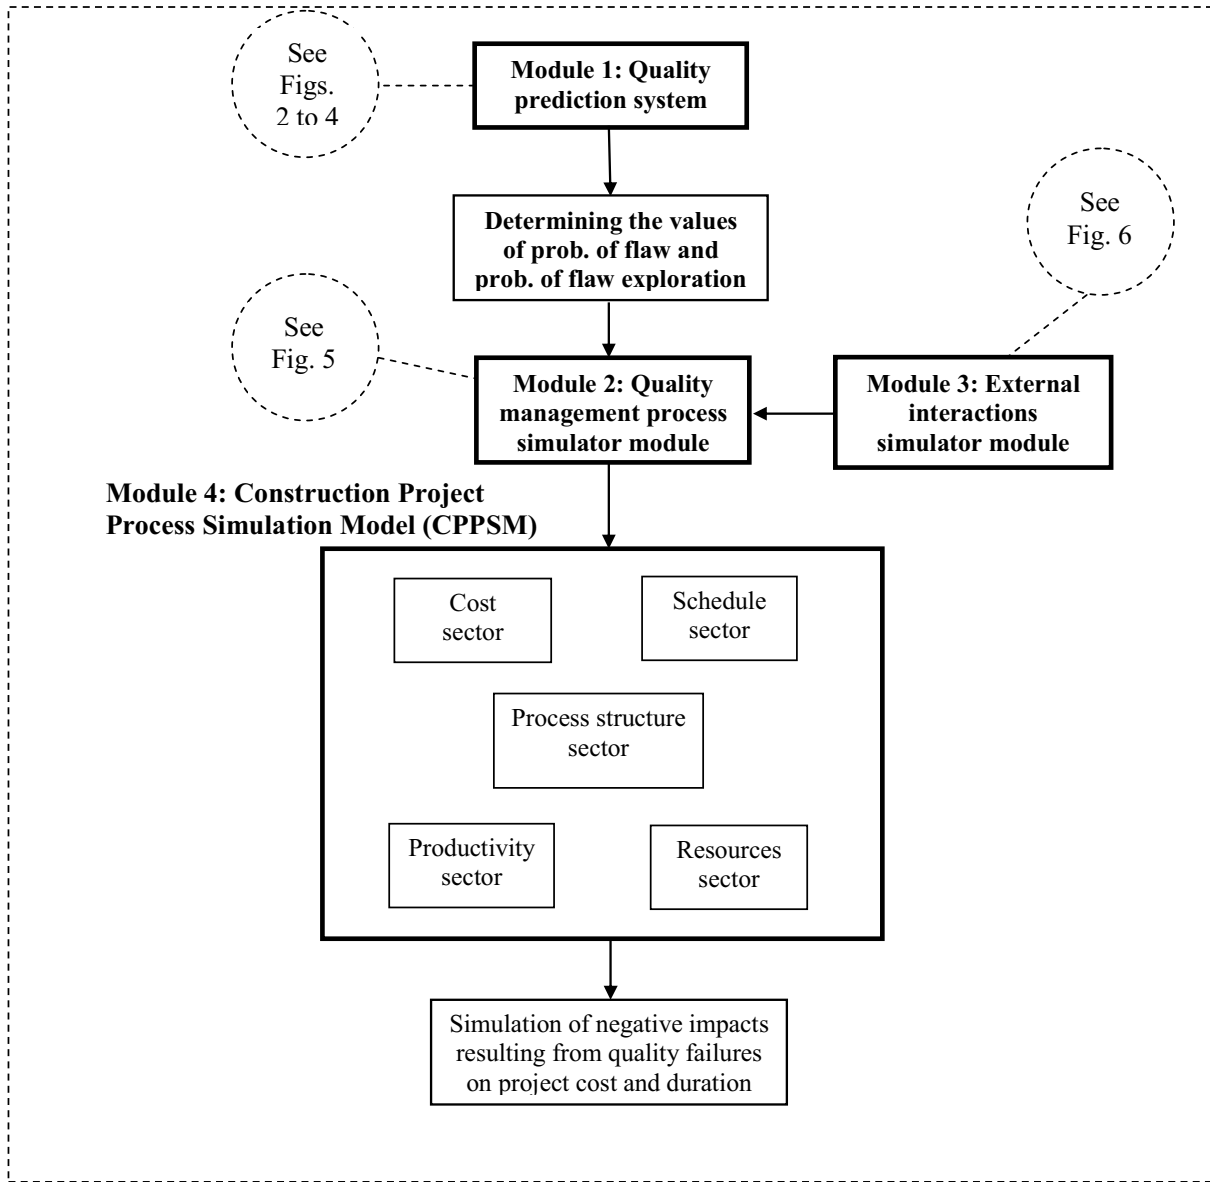 See
Figs.
2 to 4
Module 1: Quality
prediction system
Determining the values
of prob. of flaw and
prob. of flaw exploration
See
Fig. 6
See
Fig. 5
Module 2: Quality
management process
simulator module
Module 3: External
interactions
simulator module
Module 4: Construction Project
Process Simulation Model (CPPSM)
Cost
sector
Schedule
sector
Process structure
sector
Productivity
sector
Resources
sector
Simulation of negative impacts
resulting from quality failures
on project cost and duration